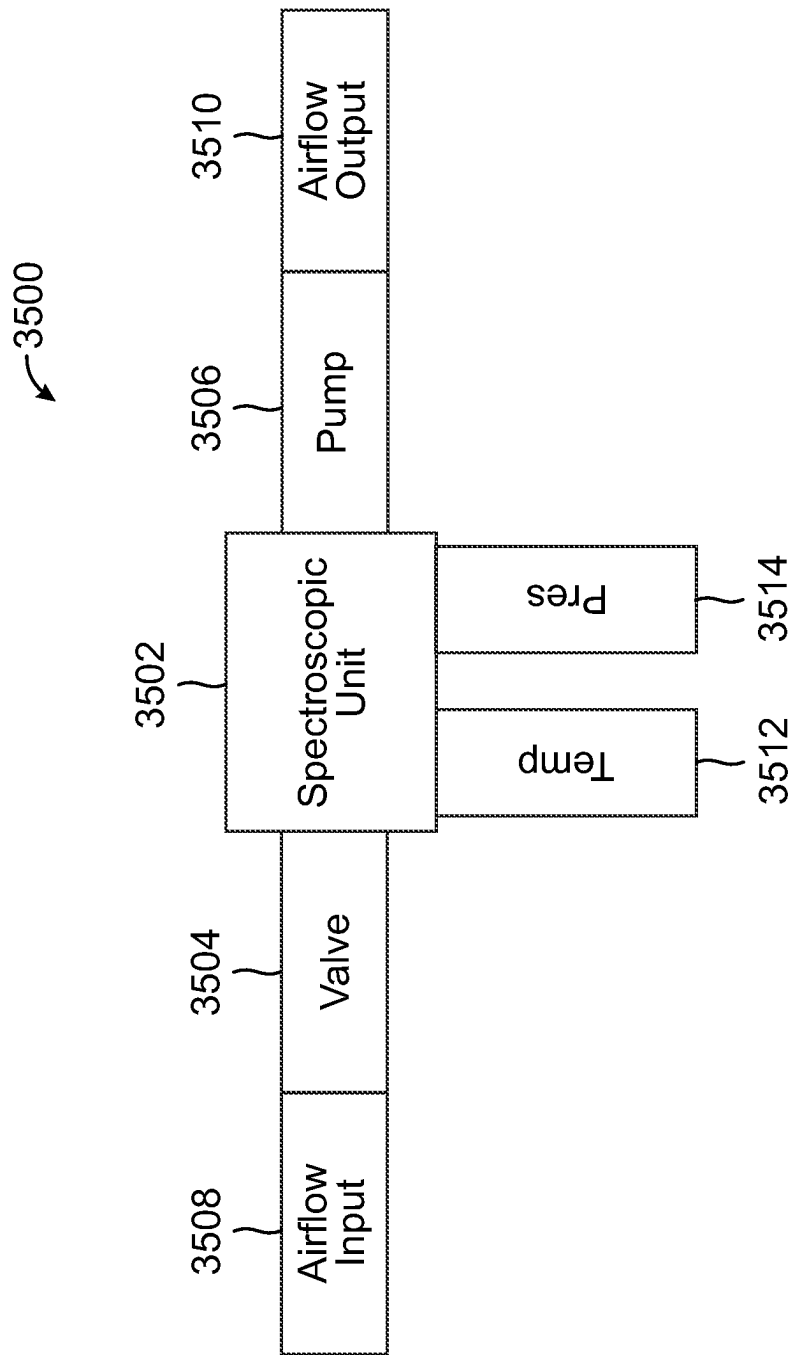 3500
3508
3504
3502
3506
3510
Airflow
Input
Valve
Spectroscopic
Unit
Pump
Airflow
Output
Temp
Pres
3512
3514